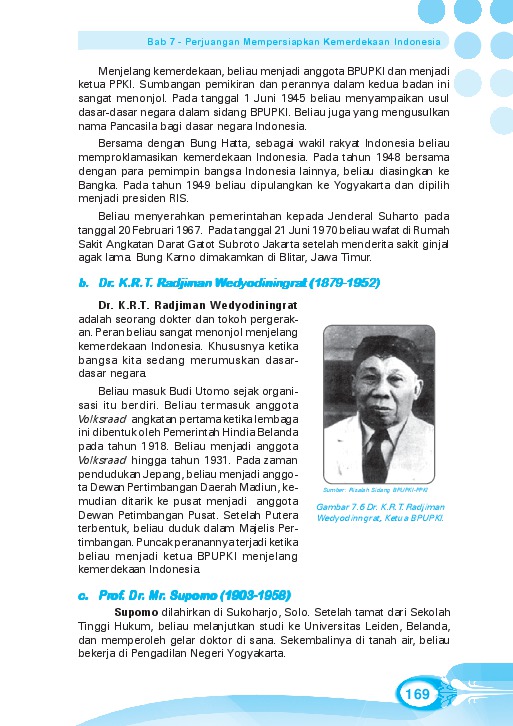 Bab 7 - Perjuangan Mempersiapkan Kemerdekaan Indonesia
Menjelang kemerdekaan, beliau menjadi anggota BPUPKI dan menjadi
ketua PPKI. Sumbangan pemikiran dan perannya dalam kedua badan ini
sangat menonjol. Pada tanggal 1 Juni 1945 beliau menyampaikan usul
dasar-dasar negara dalam sidang BPUPKI. Beliau juga yang mengusulkan
nama Pancasila bagi dasar negara Indonesia.
Bersama dengan Bung Hatta, sebagai wakil rakyat Indonesia beliau
memproklamasikan kemerdekaan Indonesia. Pada tahun 1948 bersama
dengan para pemimpin bangsa Indonesia lainnya, beliau diasingkan ke
Bangka. Pada tahun 1949 beliau dipulangkan ke Yogyakarta dan dipilih
menjadi presiden RIS.
Beliau menyerahkan pemerintahan kepada Jenderal Suharto pada
tanggal 20 Februari 1967. Pada tanggal 21 Juni 1970 beliau wafat di Rumah
Sakit Angkatan Darat Gatot Subroto Jakarta setelah menderita sakit ginjal
agak lama. Bung Karno dimakamkan di Blitar, Jawa Timur.
b. Dr. K.R.T. Radjiman Wedyodiningrat (1879-1952)
Dr. K.R.T. Radjiman Wedyodiningrat
adalah seorang dokter dan tokoh pergerak-
an. Peran beliau sangat menonjol menjelang
kemerdekaan Indonesia. Khususnya ketika
bangsa kita sedang merumuskan dasar-
dasar negara.
Beliau masuk Budi Utomo sejak organi-
sasi itu berdiri. Beliau termasuk anggota
Volksraad angkatan pertama ketika lembaga
ini dibentuk oleh Pemerintah Hindia Belanda
pada tahun 1918. Beliau menjadi anggota
Volksraad hingga tahun 1931. Pada zaman
pendudukan Jepang, beliau menjadi anggo-
ta Dewan Pertimbangan Daerah Madiun, ke-
mudian ditarik ke pusat menjadi anggota
Dewan Petimbangan Pusat. Setelah Putera
terbentuk, beliau duduk dalam Majelis Per-
timbangan. Puncak peranannya terjadi ketika
beliau menjadi ketua BPUPKI menjelang
kemerdekaan Indonesia.
Sumber: Risalah Sidang BPUPKI-PPKI
Gambar 7.6 Dr. K.R.T. Radjiman
Wedyodinngrat, Ketua BPUPKI.
c. Prof. Dr. Mr. Supomo (1903-1958)
Supomo dilahirkan di Sukoharjo, Solo. Setelah tamat dari Sekolah
Tinggi Hukum, beliau melanjutkan studi ke Universitas Leiden, Belanda,
dan memperoleh gelar doktor di sana. Sekembalinya di tanah air, beliau
bekerja di Pengadilan Negeri Yogyakarta.
169